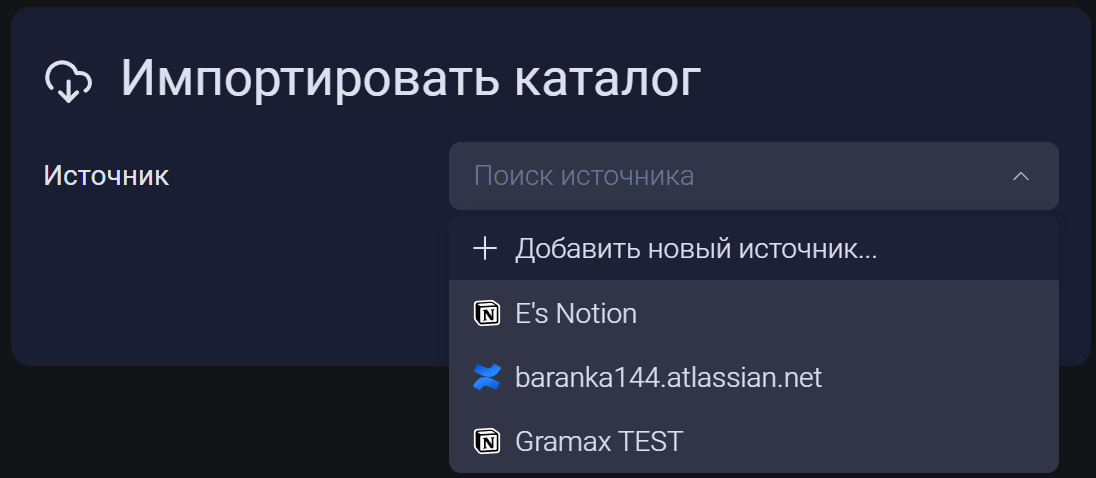 Импортировать каталог
Источник
Поиск источника
Добавить новый источник...
E's Notion
baranka144.atlassian.net
Gramax TEST